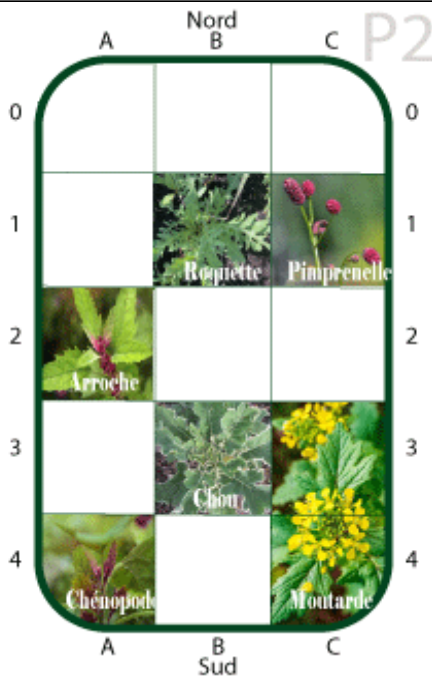 Nord
A B C P2
0 0
1 1
Roquette Pimprenelle
2 2
Arroche
3 3
Chou
4 4
Chénopode Moutarde
A B C
Sud